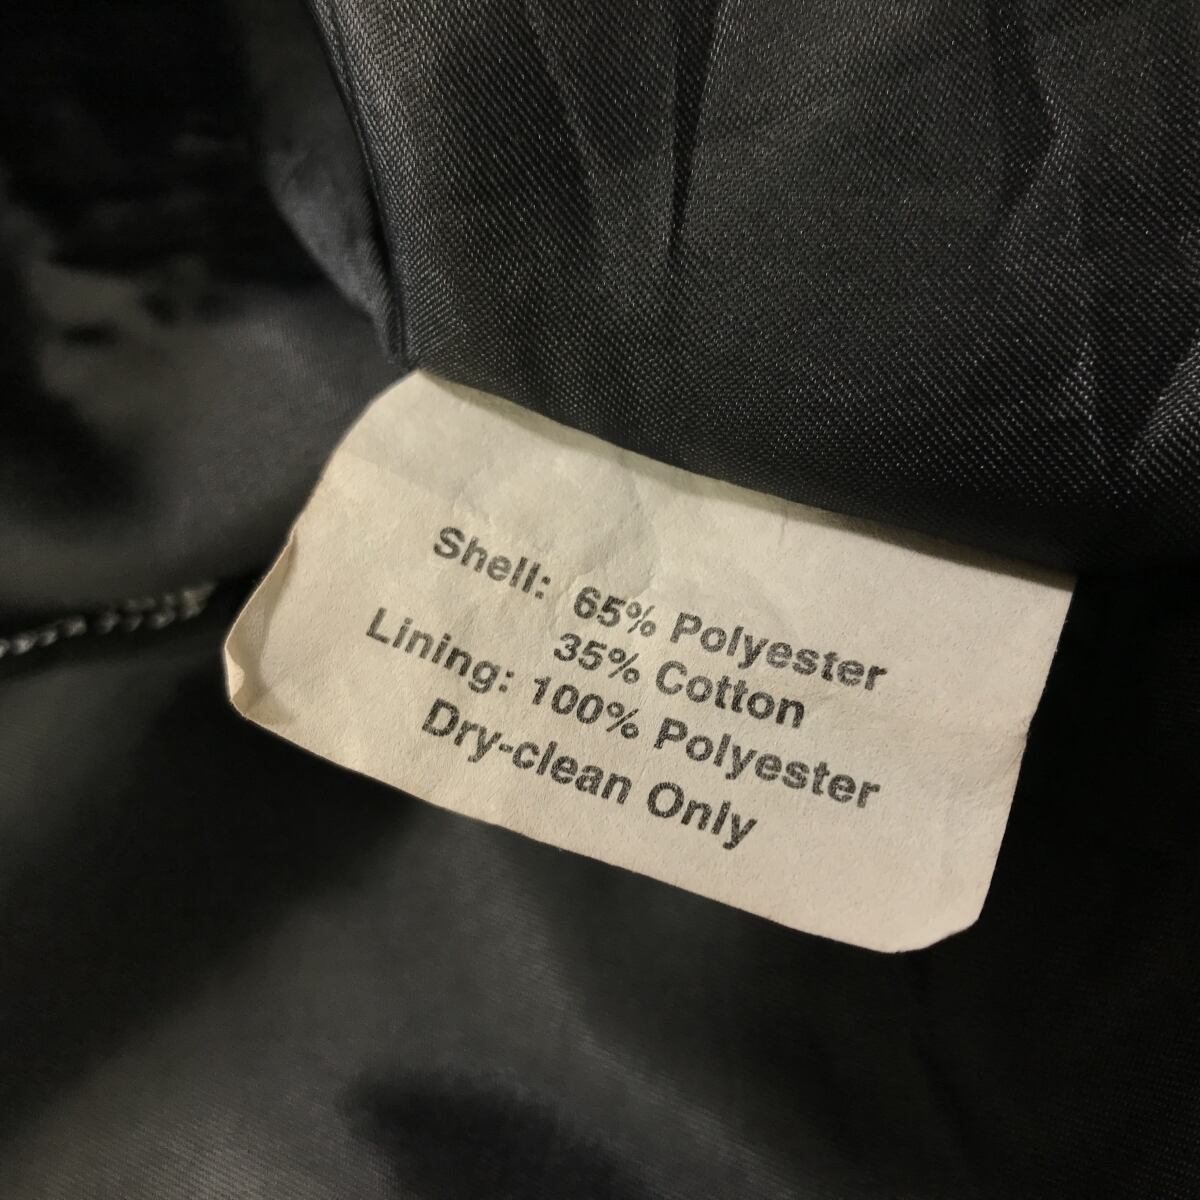 Shell: 65% Polyester
35% Cotton
Lining: 100% Polyester
Dry-clean Only